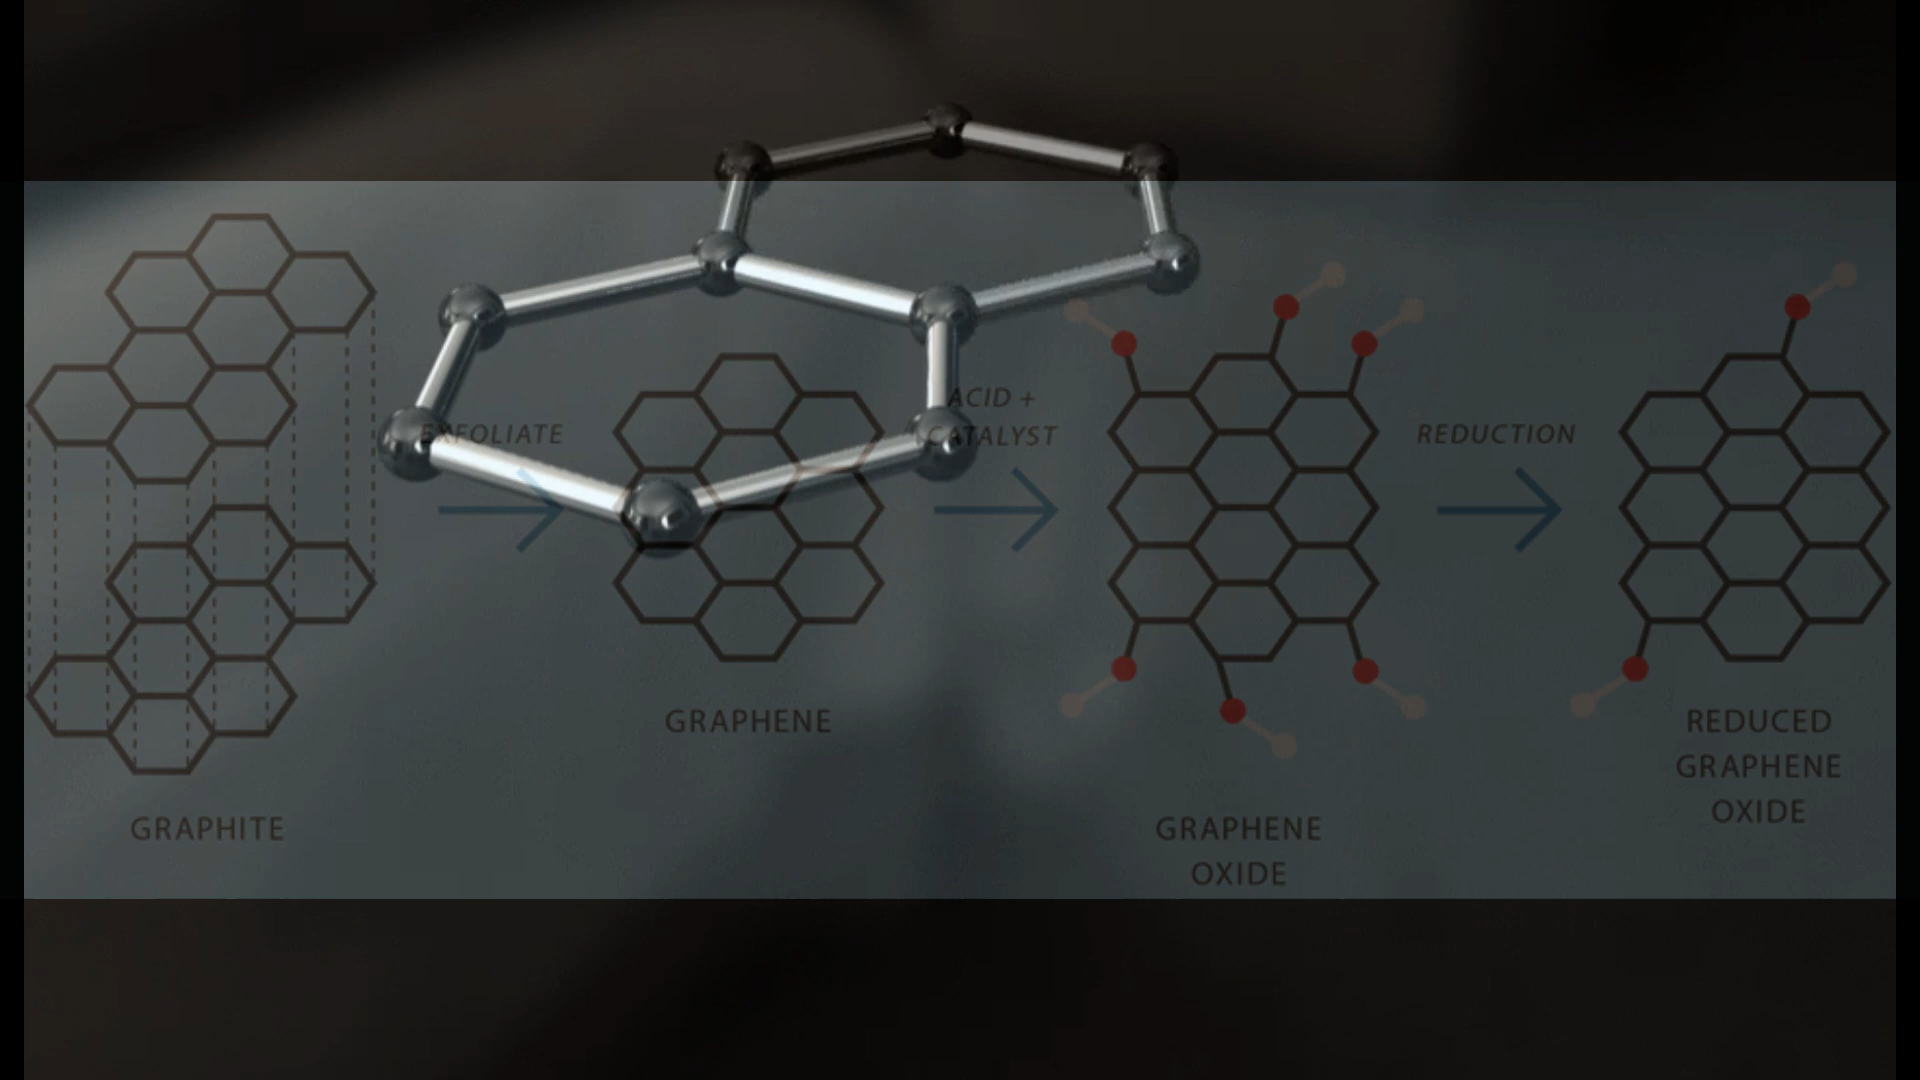 EXFOLIATE
ACID +
CATALYST
REDUCTION
GRAPHITE
GRAPHENE
GRAPHENE
OXIDE
REDUCED
GRAPHENE
OXIDE